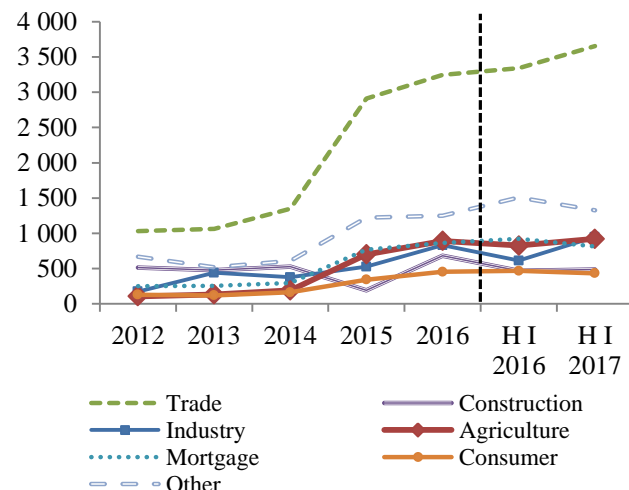 4 000
3 500
3 000
2 500
2 000
1 500
1 000
500
0
2012 2013 2014 2015 2016 H I H I
2016 2017
Trade Construction
Industry Agriculture
Mortgage Consumer
Other